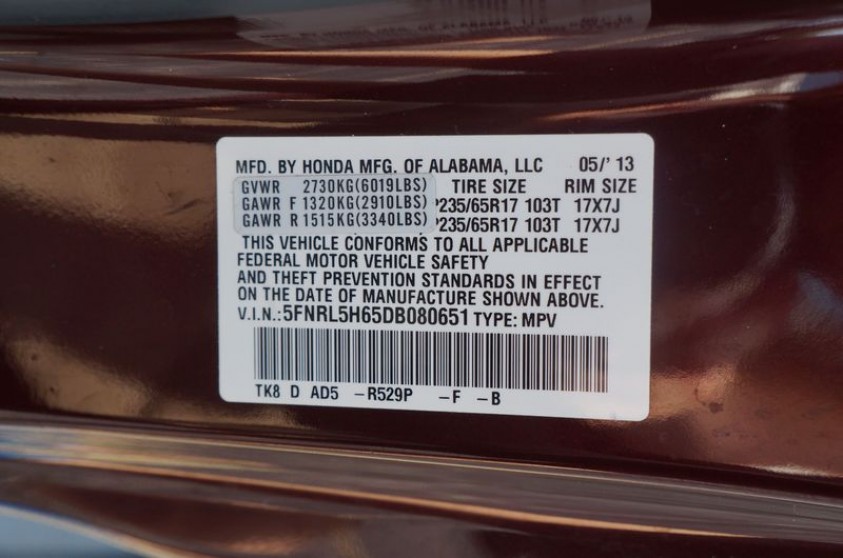 MFD. BY HONDA MFG. OF ALABAMA, LLC 05/' 13
GVWR 2730KG(6019LBS) TIRE SIZE RIM SIZE
GAWR F 1320KG(2910LBS) P235/65R17 103T 17X7J
GAWR R 1515KG(3340LBS) P235/65R17 103T 17X7J
THIS VEHICLE CONFORMS TO ALL APPLICABLE
FEDERAL MOTOR VEHICLE SAFETY
AND THEFT PREVENTION STANDARDS IN EFFECT
ON THE DATE OF MANUFACTURE SHOWN ABOVE.
V.I.N.:5FNRL5H65DB080651 TYPE: MPV
TK8 D AD5 -R529P -F -B